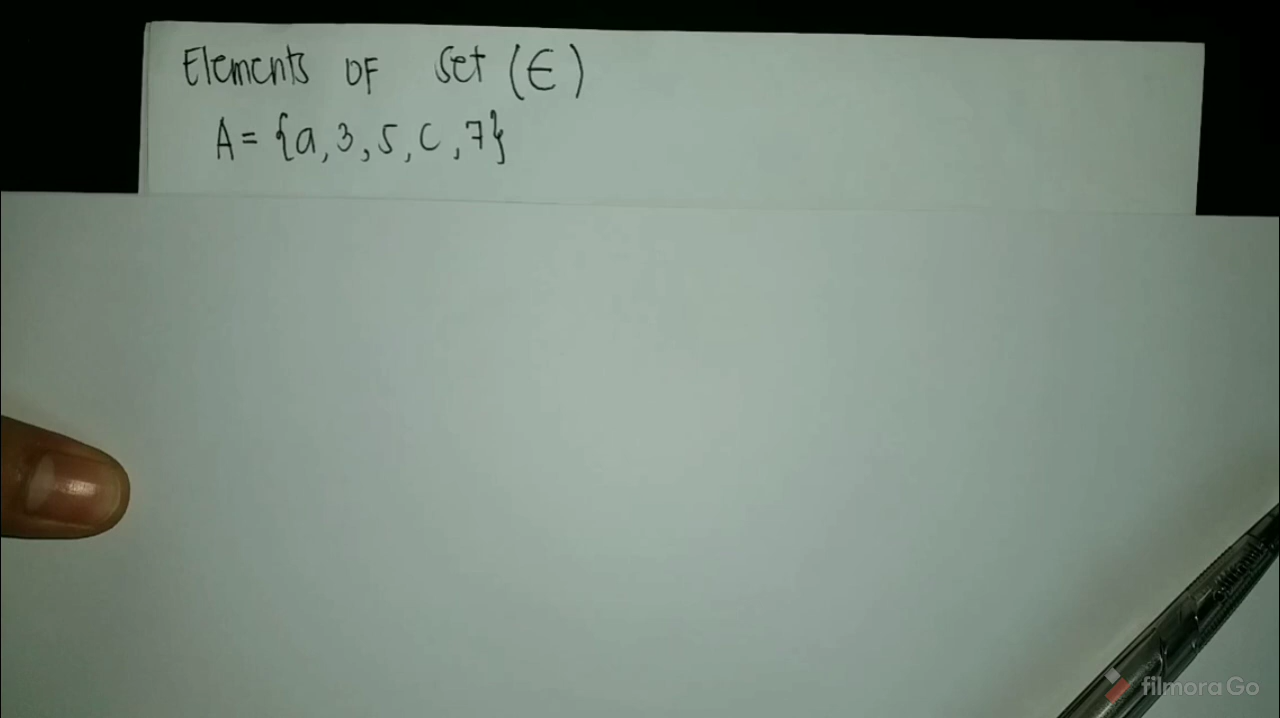 Elements OF Set (∈)
A = {a, 3, 5, c, 7}
filmora Go